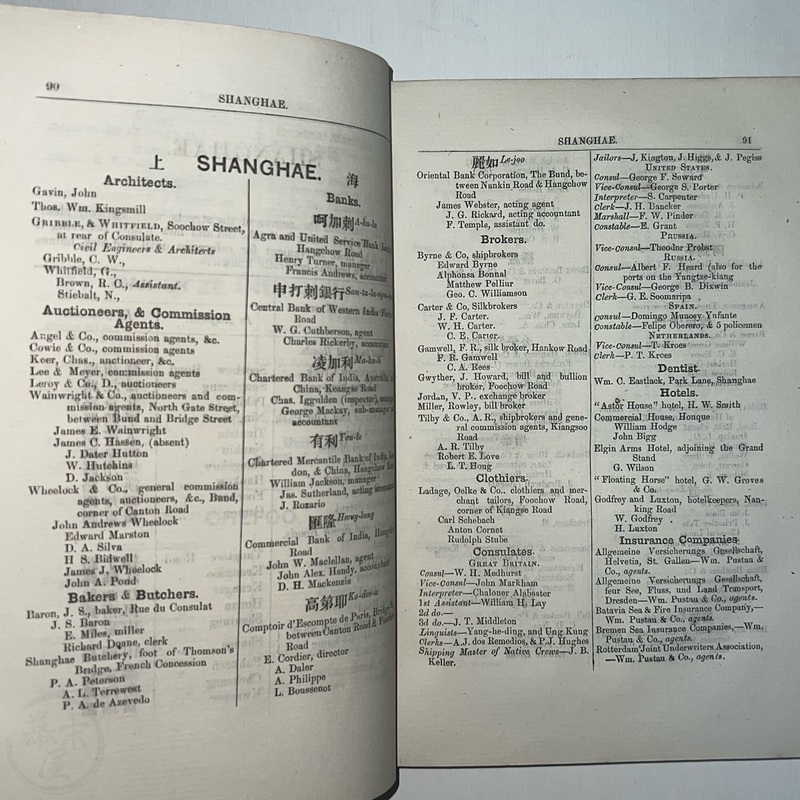 90
SHANGHAE.
上 SHANGHAE. 海
Architects.
Gavin, John
Thos. Wm. Kingsmill
GRIBBLE, & WHITFIELD, Soochow Street,
at rear of Consulate.
Civil Engineers & Architects
Gribble, C. W.,
Whitfield, G.,
Brown, R. C., Assistant.
Stiebalt, N.,
Auctioneers, & Commission
Agents.
Angel & Co., commission agents, &c.
Cowie & Co., commission agents
Keer, Chas., auctioneer, &c.
Lee & Meyer, commission agents
Leroy & Co., D., auctioneers
Wainwright & Co., auctioneers and com-
mission agents, North Gate Street,
between Bund and Bridge Street
James E. Wainwright
James C. Hassen, (absent)
J. Dater Hutton
W. Hutchins
D. Jackson
Wheelock & Co., general commission
agents, auctioneers, &c., Bund,
corner of Canton Road
John Andrews Wheelock
Edward Marston
D. A. Silva
H S. Bidwell
James J. Wheelock
John A. Pond
Bakers & Butchers.
Baron, J. S., baker, Rue du Consulat
J. S. Baron
E. Miles, miller
Richard Doane, clerk
Shanghae Butchery, foot of Thomson's
Bridge, French Concession
P. A. Peterson
A. L. Terrewest
P. A. de Azevedo
Banks.
呵加刺 A-ka-la
Agra and United Service Bank,
Hangchow Road
Henry Turner, manager
Francis Andrews,
申打刺銀行
Central Bank of Western India
Road
W. G. Cuthberson, agent
Charles Rickerby,
凌加利 Ma-ka-li
Chartered Bank of India,
China, Keangse Road
Chas. Iggulden (inspector),
George Mackay,
accountant
有利 You-le
Chartered Mercantile Bank of India,
don, & China, Hangchow
William Jackson, manager
Jas. Sutherland, acting
J. Rozario
匯隆
Commercial Bank of India,
Road
John W. Maclellan, agent
John Alex. Handy,
D. H. Mackenzie
高第耶
Comptoir d'Escompte de Paris,
between Canton Road &
Road
E. Cordier, director
A. Daler
A. Philippe
L. Boussenot
SHANGHAE. 91
麗如 Le-joo
Oriental Bank Corporation, The Bund, be-
tween Nankin Road & Hangchow
Road
James Webster, acting agent
J. G. Rickard, acting accountant
F. Temple, assistant do.
Brokers.
Byrne & Co, shipbrokers
Edward Byrne
Alphonsa Bonnal
Matthew Pelliur
Geo. C. Williamson
Carter & Co, Silkbrokers
J. F. Carter.
W. H. Carter.
C. E. Carter.
Gamwell, F. R., silk broker, Hankow Road
F. R. Gamwell
C. A. Rees
Gwyther, J. Howard, bill and bullion
broker, Foochow Road
Jordan, V. P., exchange broker
Miller, Rowley, bill broker
Tilby & Co., A. R., shipbrokers and gene-
ral commission agents, Kiangsoo
Road
A. R. Tilby
Robert E. Love
L. T. Hong
Clothiers.
Ladage, Oelke & Co., clothiers and mer-
chant tailors, Foochow Road,
corner of Kiangse Road
Carl Schebach
Anton Cornet
Rudolph Stube
Consulates.
GREAT BRITAIN.
Consul—W. H. Medhurst
Vice-Consul—John Markham
Interpreter—Chaloner Alabaster
1st Assistant—William H. Lay
2d do.—
3d do.—J. T. Middleton
Linguists—Yang-he-ding, and Ung Kung
Clerks—A.J. dos Remedios, & P.J. Hughes
Shipping Master of Native Crews—J. B.
Keller.
Jailors—J. Kington, J. Higgs, & J. Pegiss
UNITED STATES.
Consul—George F. Seward
Vice-Consul—George S. Porter
Interpreter—S. Carpenter
Clerk—J. H. Bancker
Marshall—F. W. Pinder
Constable—E. Grant
PRUSSIA.
Vice-Consul—Theodor Probst
RUSSIA.
Consul—Albert F. Heard (also for the
ports on the Yangtze-kiang
Vice-Consul—George B. Dixwin
Clerk—G. E. Soomaripa
SPAIN.
consul—Domingo Munosy Yufante
constable—Felipe Oberero, & 5 policemen
NETHERLANDS.
Vice-Consul—T. Kroes
Clerk—P. T. Kroes
Dentist
Wm. C. Eastlack, Park Lane, Shanghae
Hotels.
"Astor House" hotel, H. W. Smith
Commercial House, Honque
William Hodge
John Bigg
Elgin Arms Hotel, adjoining the Grand
Stand
G. Wilson
"Floating Horse" hotel, G. W. Groves
& Co.
Godfrey and Luxton, hotelkeepers, Nan-
king Road
W. Godfrey
H. Luxton
Insurance Companies.
Allgemeine Versicherungs Gesellschaft,
Helvetia, St. Gallen—Wm. Pustau &
Co., agents.
Allgemeine Versicherungs Gesellschaft,
feur See, Fluss, und Land Transport,
Dresden—Wm. Pustau & Co., agents.
Batavia Sea & Fire Insurance Company,—
Wm. Pustau & Co., agents.
Bremen Sea Insurance Companies,—Wm.
Pustau & Co., agents.
Rotterdam Joint Underwriters Association,
—Wm. Pustau & Co., agents.